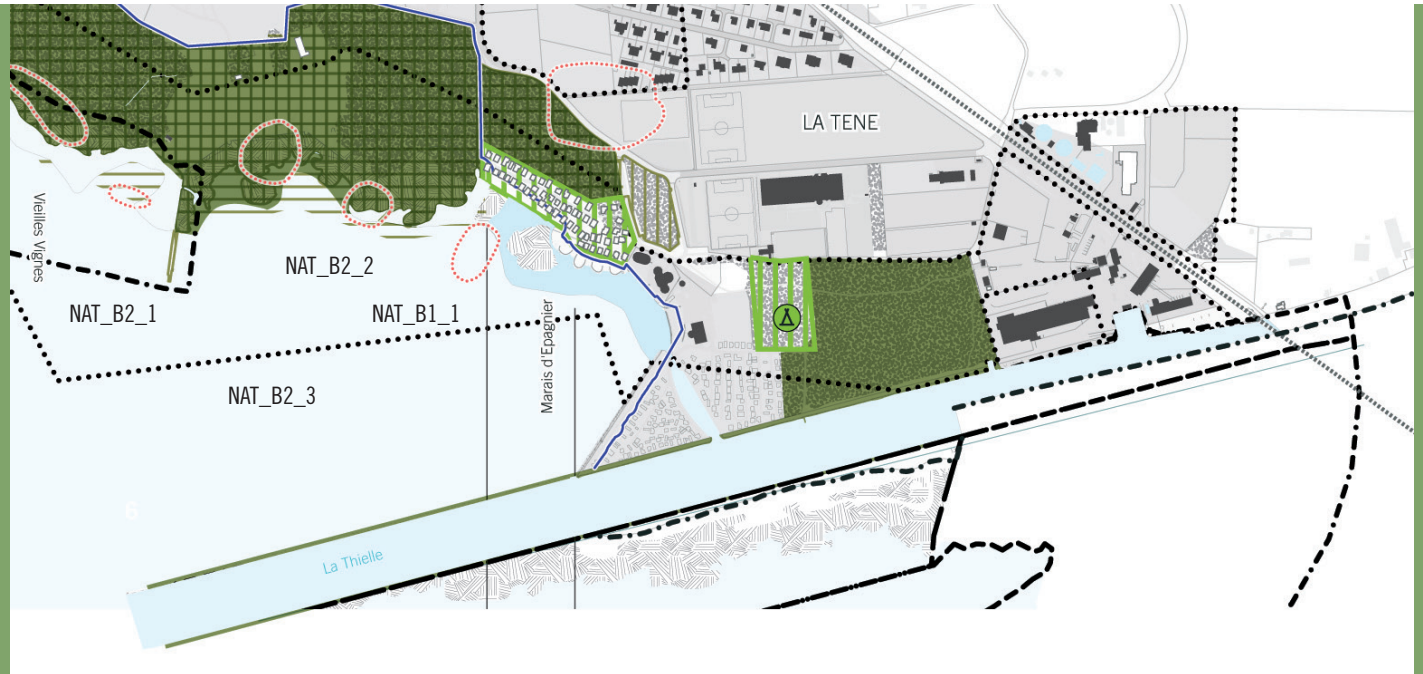 LA TENE
Vieilles Vignes
NAT_B2_2
NAT_B2_1
NAT_B1_1
Marais d'Epagnier
NAT_B2_3
6
La Thielle